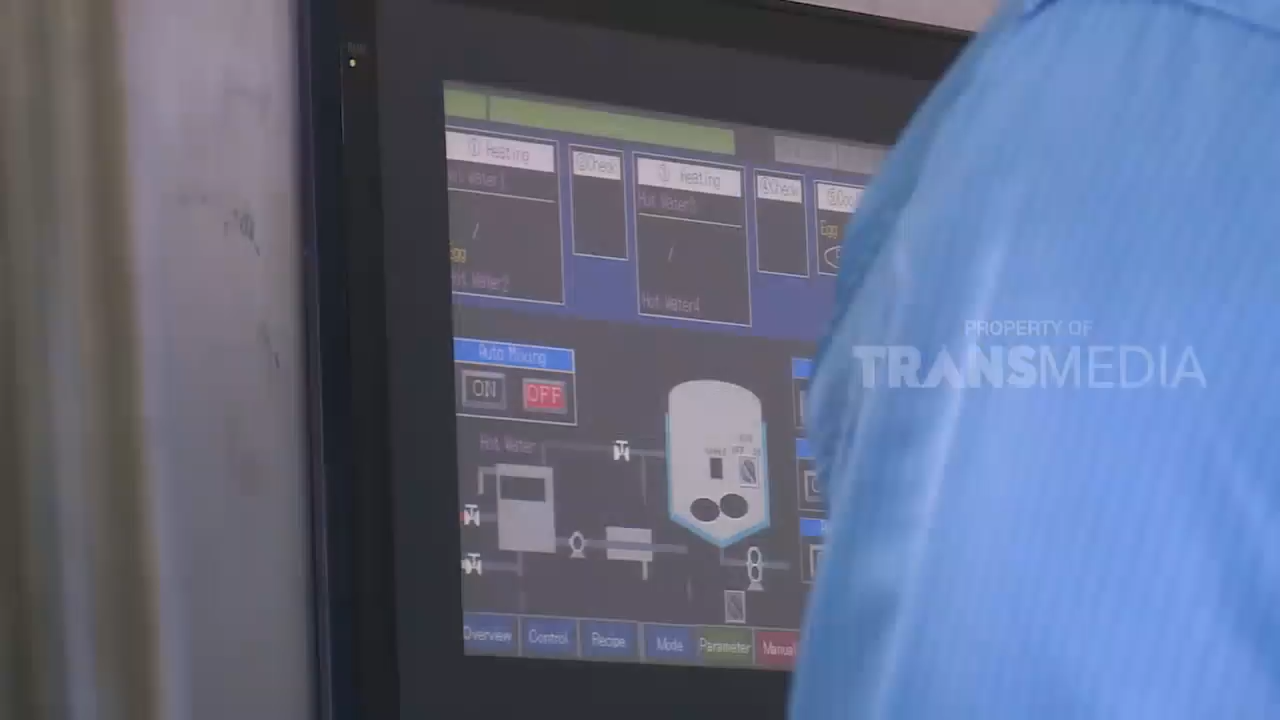 ① Heating
②Check
③ Heating
④Check
Hot Water1
Hot Water3
Egg
Egg
Hot Water2
Hot Water4
Auto Mixing
ON
OFF
Hot Water
Overview
Control
Recipe
Mode
Parameter
Manual
PROPERTY OF
TRANSMEDIA